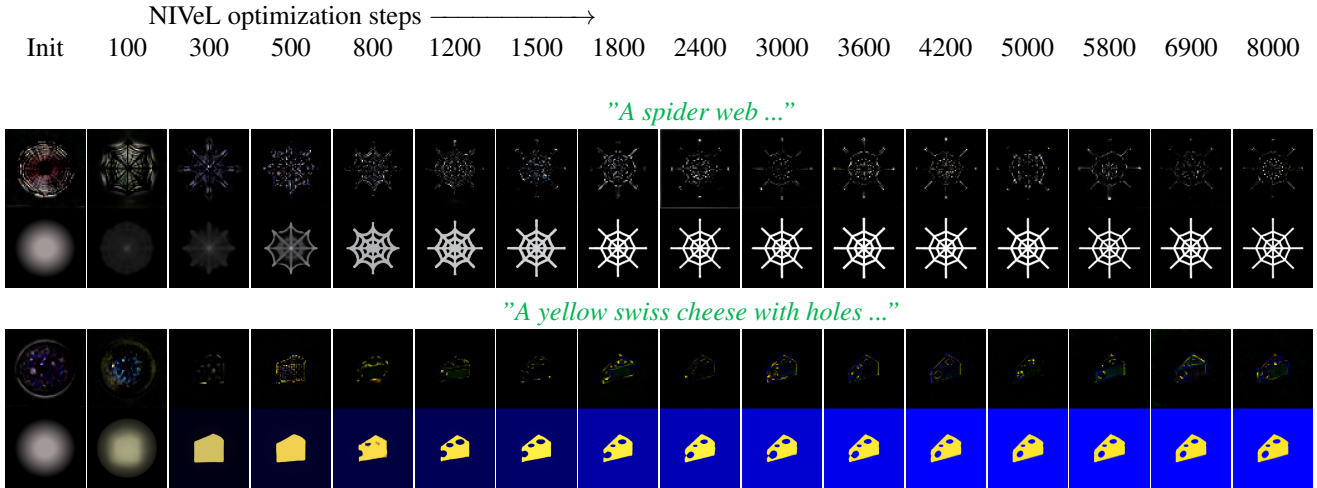 NIVeL optimization steps ⟶
Init 100 300 500 800 1200 1500 1800 2400 3000 3600 4200 5000 5800 6900 8000
"A spider web ..."
"A yellow swiss cheese with holes ..."